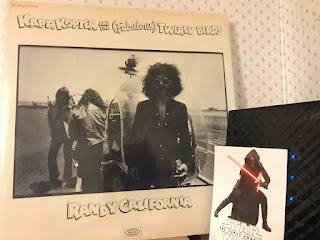 KAPT. KOPTER AND THE (Fabulous) TWIRLY BIRDS
RANDY CALIFORNIA
STAR
WARS